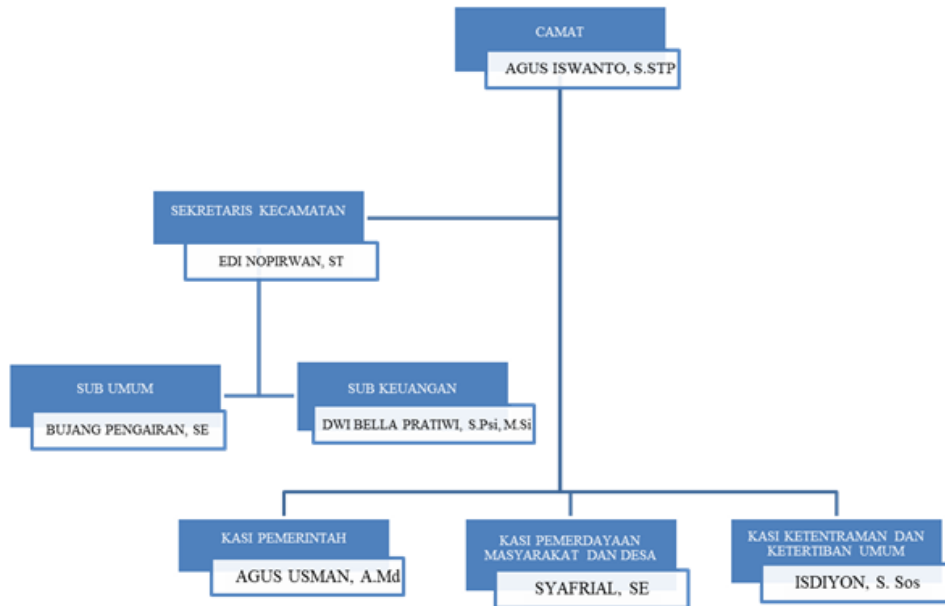 CAMAT
AGUS ISWANTO, S.STP
SEKRETARIS KECAMATAN
EDI NOPIRWAN, ST
SUB UMUM
BUJANG PENGAIRAN, SE
SUB KEUANGAN
DWI BELLA PRATIWI, S.Psi, M.Si
KASI PEMERINTAH
AGUS USMAN, A.Md
KASI PEMERDAYAAN
MASYARAKAT DAN DESA
SYAFRIAL, SE
KASI KETENTRAMAN DAN
KETERTIBAN UMUM
ISDIYON, S. Sos